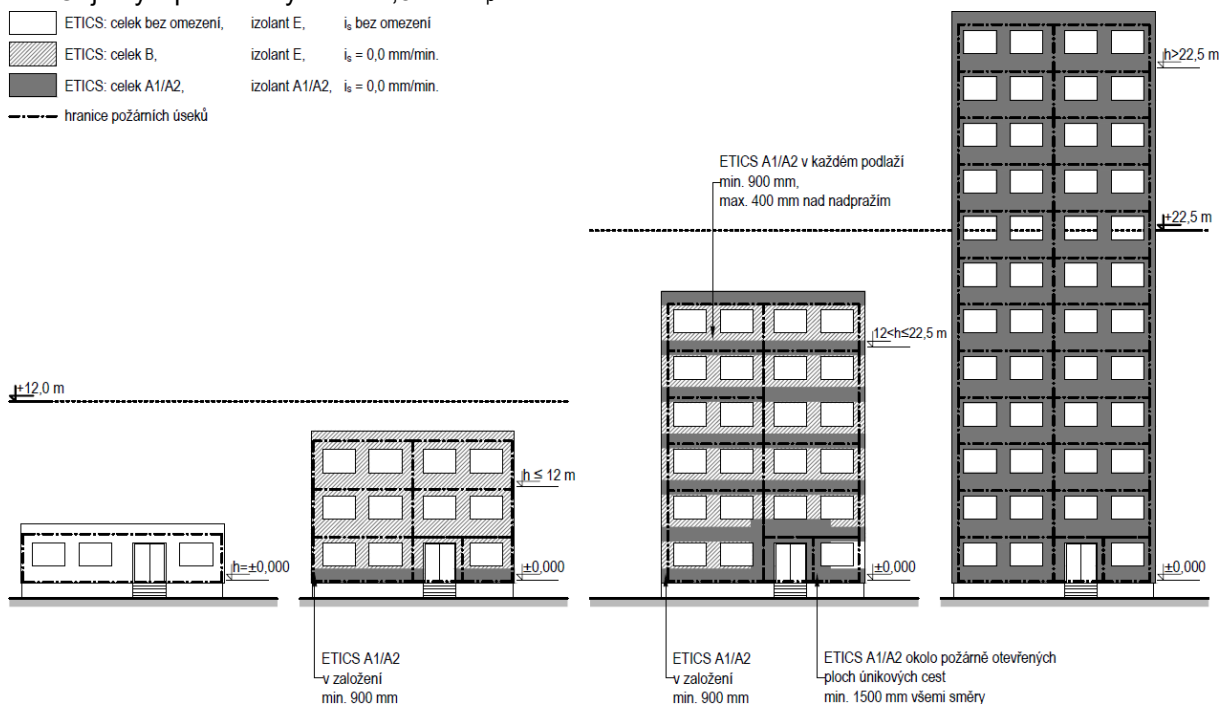 ETICS: celek bez omezení, izolant E, iₛ bez omezení
ETICS: celek B, izolant E, iₛ = 0,0 mm/min.
ETICS: celek A1/A2, izolant A1/A2, iₛ = 0,0 mm/min.
hranice požárních úseků
h>22,5 m
ETICS A1/A2 v každém podlaží
min. 900 mm,
max. 400 mm nad nadpražím
+22,5 m
12<h≤22,5 m
+12,0 m
h ≤ 12 m
h=±0,000
±0,000
±0,000
±0,000
ETICS A1/A2
v založení
min. 900 mm
ETICS A1/A2
v založení
min. 900 mm
ETICS A1/A2 okolo požárně otevřených
ploch únikových cest
min. 1500 mm všemi směry